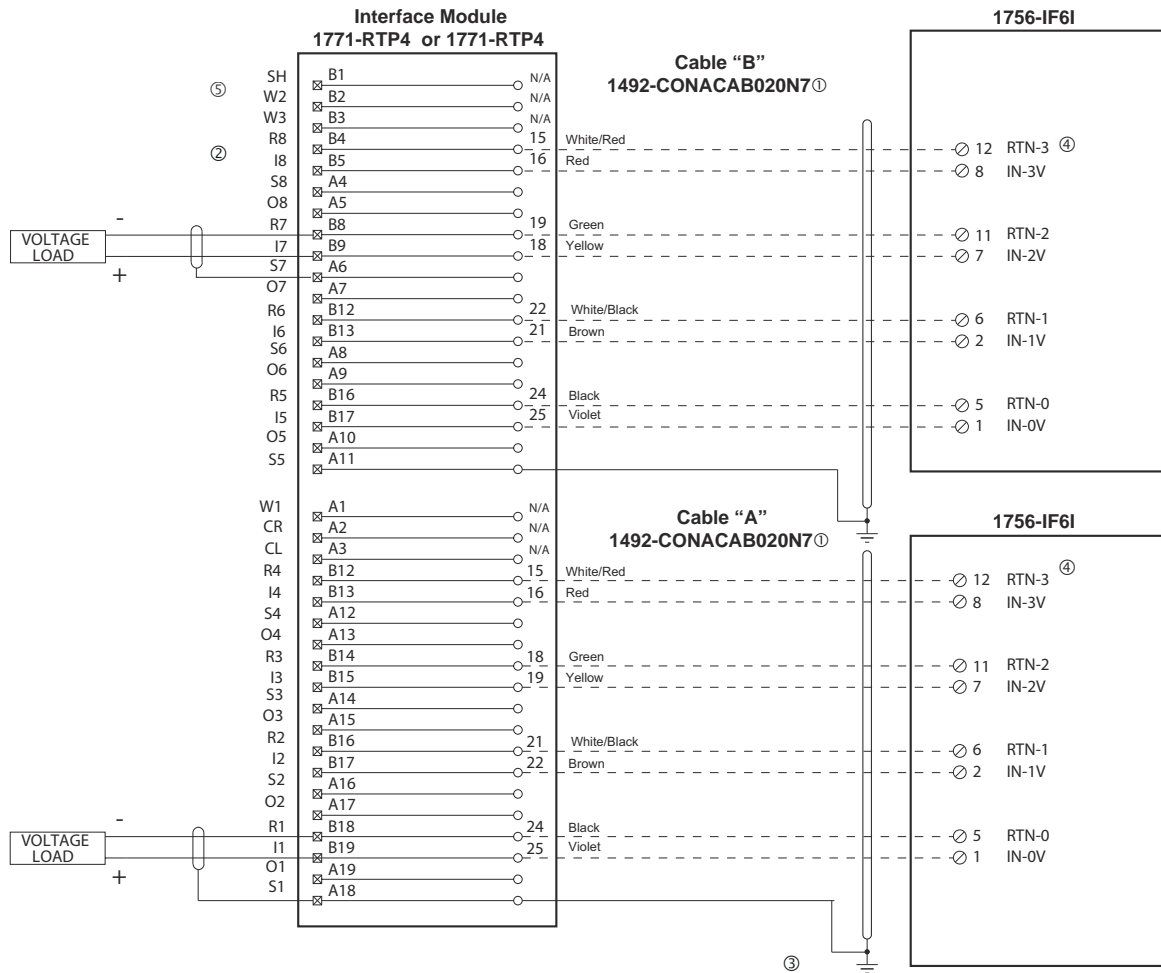 Interface Module
1771-RTP4 or 1771-RTP4
1756-IF6I
Cable “B”
1492-CONACAB020N7①
SH B1 N/A
⑤
W2 B2 N/A
W3 B3 N/A
R8 B4 15 White/Red 12 RTN-3 ④
②
I8 B5 16 Red 8 IN-3V
S8 A4
O8 A5
R7 B8 19 Green 11 RTN-2
I7 B9 18 Yellow 7 IN-2V
-
VOLTAGE
LOAD
+
S7 A6
O7 A7
R6 B12 22 White/Black 6 RTN-1
I6 B13 21 Brown 2 IN-1V
S6 A8
O6 A9
R5 B16 24 Black 5 RTN-0
I5 B17 25 Violet 1 IN-0V
O5 A10
S5 A11
Cable “A”
1492-CONACAB020N7①
1756-IF6I
W1 A1 N/A
CR A2 N/A
CL A3 N/A
R4 B12 15 White/Red 12 RTN-3 ④
I4 B13 16 Red 8 IN-3V
S4 A12
O4 A13
R3 B14 18 Green 11 RTN-2
I3 B15 19 Yellow 7 IN-2V
S3 A14
O3 A15
R2 B16 21 White/Black 6 RTN-1
I2 B17 22 Brown 2 IN-1V
S2 A16
O2 A17
R1 B18 24 Black 5 RTN-0
I1 B19 25 Violet 1 IN-0V
-
VOLTAGE
LOAD
+
O1 A19
S1 A18
③